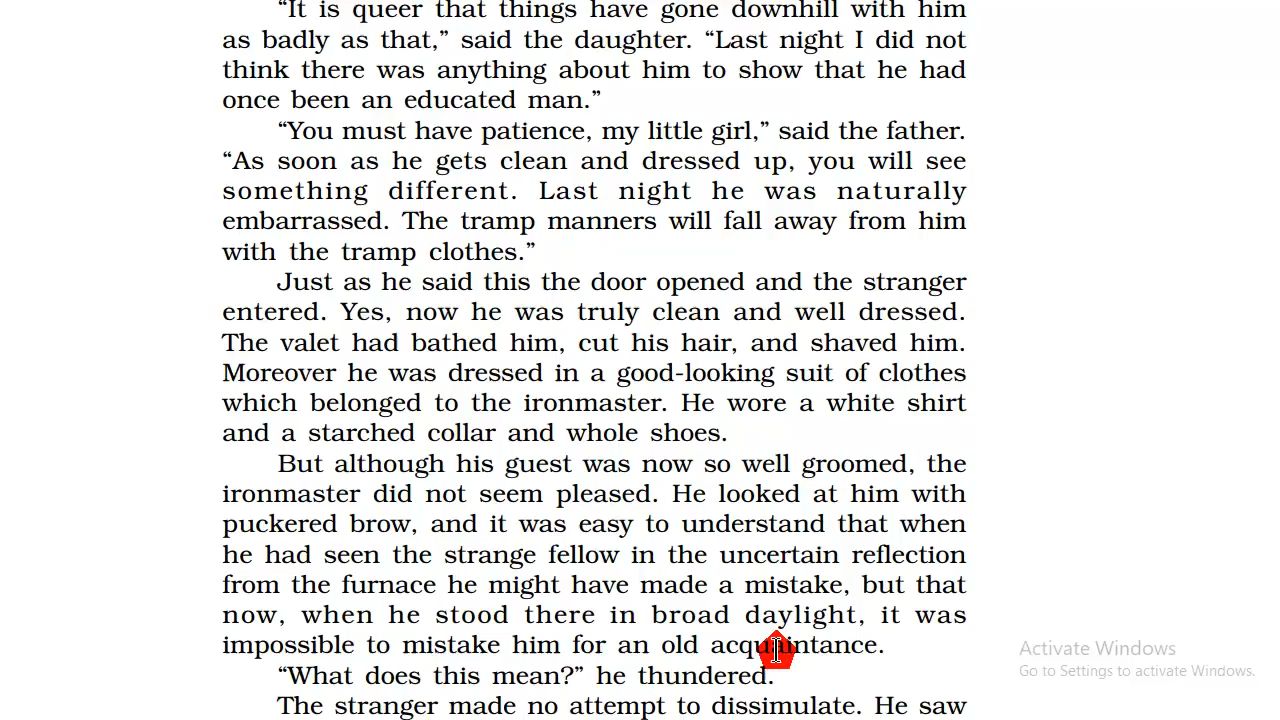 “It is queer that things have gone downhill with him
as badly as that,” said the daughter. “Last night I did not
think there was anything about him to show that he had
once been an educated man.”
“You must have patience, my little girl,” said the father.
“As soon as he gets clean and dressed up, you will see
something different. Last night he was naturally
embarrassed. The tramp manners will fall away from him
with the tramp clothes.”
Just as he said this the door opened and the stranger
entered. Yes, now he was truly clean and well dressed.
The valet had bathed him, cut his hair, and shaved him.
Moreover he was dressed in a good-looking suit of clothes
which belonged to the ironmaster. He wore a white shirt
and a starched collar and whole shoes.
But although his guest was now so well groomed, the
ironmaster did not seem pleased. He looked at him with
puckered brow, and it was easy to understand that when
he had seen the strange fellow in the uncertain reflection
from the furnace he might have made a mistake, but that
now, when he stood there in broad daylight, it was
impossible to mistake him for an old acquaintance.
“What does this mean?” he thundered.
The stranger made no attempt to dissimulate. He saw
Activate Windows
Go to Settings to activate Windows.